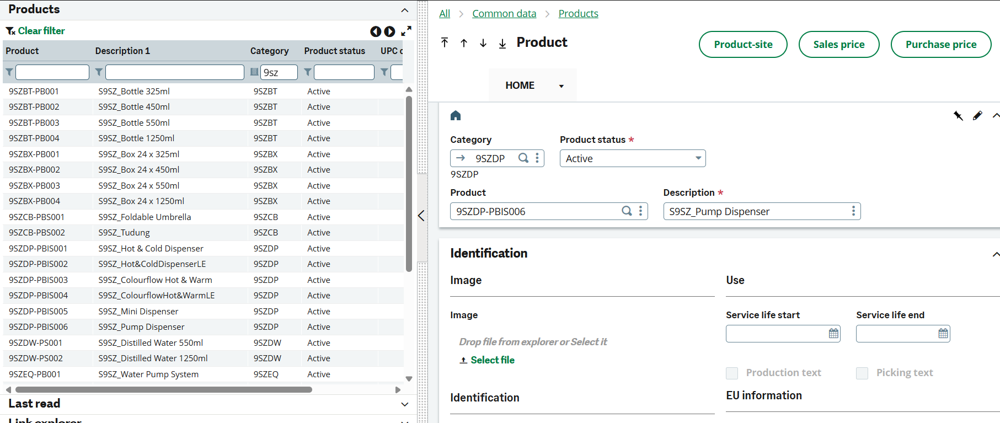 Products
Clear filter
Product Description 1 Category Product status UPC c
9sz
9SZBT-PB001 S9SZ_Bottle 325ml 9SZBT Active
9SZBT-PB002 S9SZ_Bottle 450ml 9SZBT Active
9SZBT-PB003 S9SZ_Bottle 550ml 9SZBT Active
9SZBT-PB004 S9SZ_Bottle 1250ml 9SZBT Active
9SZBX-PB001 S9SZ_Box 24 x 325ml 9SZBX Active
9SZBX-PB002 S9SZ_Box 24 x 450ml 9SZBX Active
9SZBX-PB003 S9SZ_Box 24 x 550ml 9SZBX Active
9SZBX-PB004 S9SZ_Box 24 x 1250ml 9SZBX Active
9SZCB-PBS001 S9SZ_Foldable Umbrella 9SZCB Active
9SZCB-PBS002 S9SZ_Tudung 9SZCB Active
9SZDP-PBIS001 S9SZ_Hot & Cold Dispenser 9SZDP Active
9SZDP-PBIS002 S9SZ_Hot&ColdDispenserLE 9SZDP Active
9SZDP-PBIS003 S9SZ_Colourflow Hot & Warm 9SZDP Active
9SZDP-PBIS004 S9SZ_ColourflowHot&WarmLE 9SZDP Active
9SZDP-PBIS005 S9SZ_Mini Dispenser 9SZDP Active
9SZDP-PBIS006 S9SZ_Pump Dispenser 9SZDP Active
9SZDW-PS001 S9SZ_Distilled Water 550ml 9SZDW Active
9SZDW-PS002 S9SZ_Distilled Water 1250ml 9SZDW Active
9SZEQ-PB001 S9SZ_Water Pump System 9SZEQ Active
Last read
Link explorer
All > Common data > Products
Product
Product-site Sales price Purchase price
HOME
Category Product status *
9SZDP Active
9SZDP
Product Description *
9SZDP-PBIS006 S9SZ_Pump Dispenser
Identification
Image Use
Image Service life start Service life end
Drop file from explorer or Select it
Select file
Production text Picking text
Identification EU information